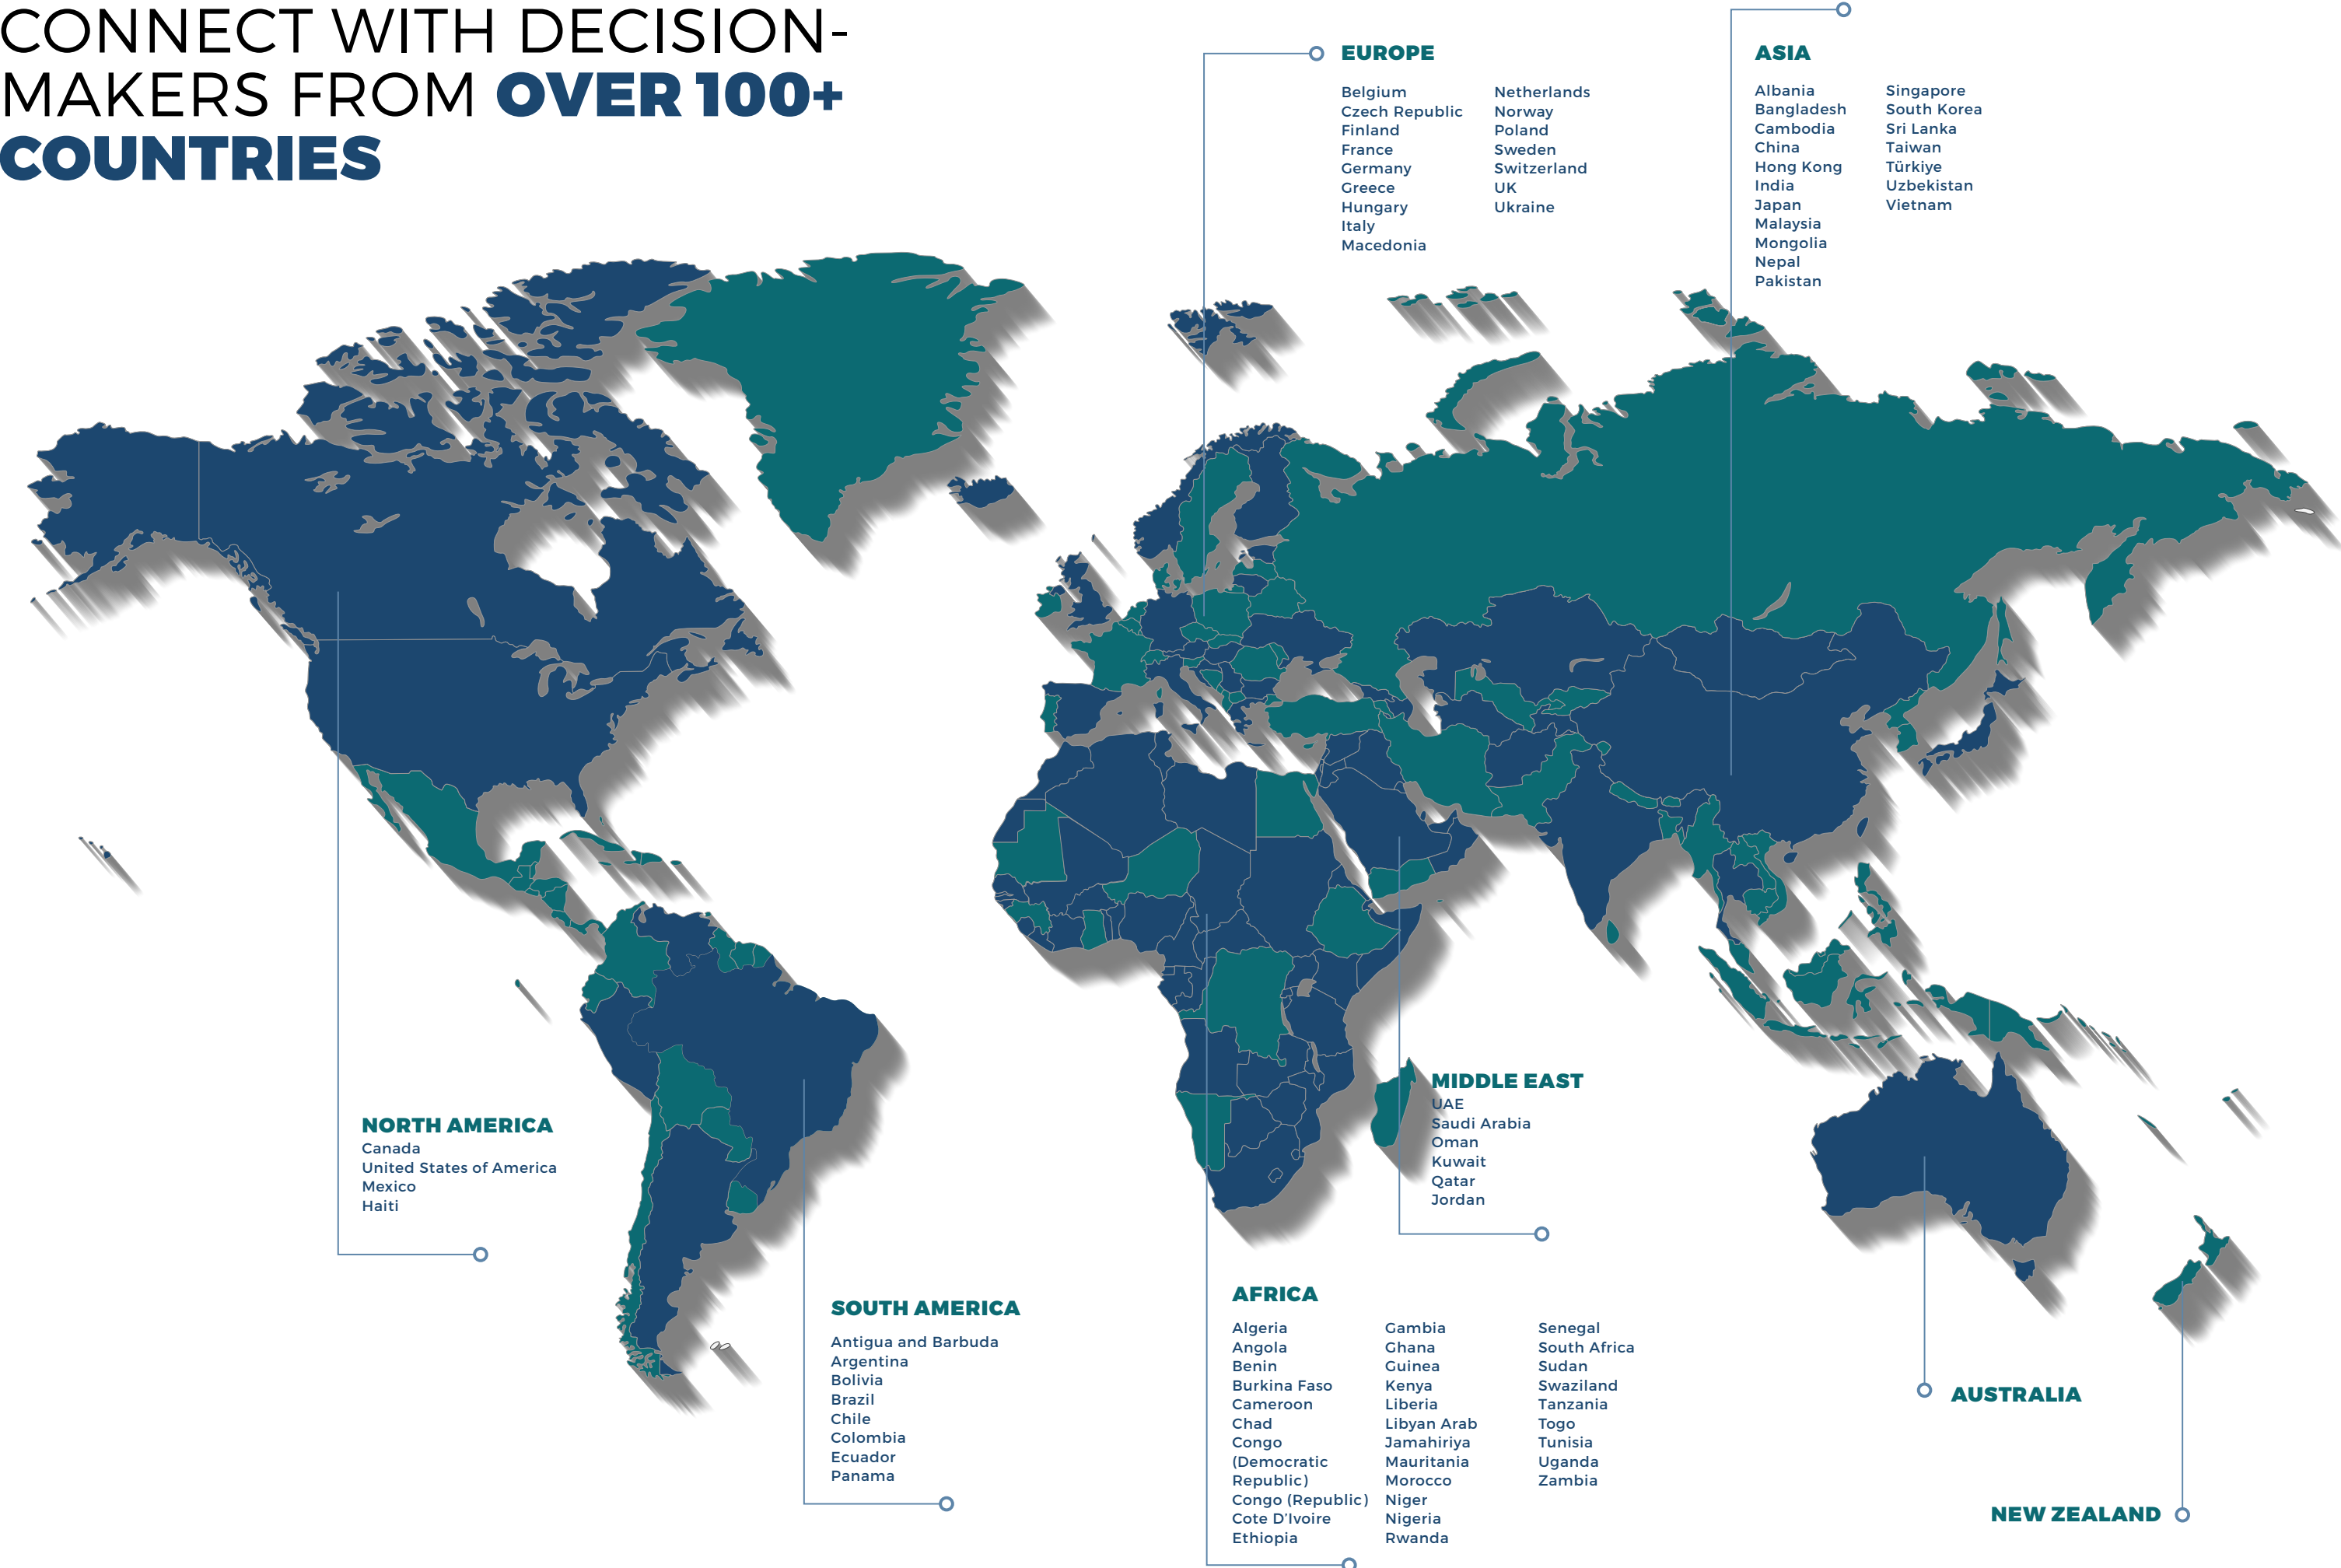 CONNECT WITH DECISION-
MAKERS FROM OVER 100+
COUNTRIES
EUROPE
Belgium
Czech Republic
Finland
France
Germany
Greece
Hungary
Italy
Macedonia
Netherlands
Norway
Poland
Sweden
Switzerland
UK
Ukraine
ASIA
Albania
Bangladesh
Cambodia
China
Hong Kong
India
Japan
Malaysia
Mongolia
Nepal
Pakistan
Singapore
South Korea
Sri Lanka
Taiwan
Türkiye
Uzbekistan
Vietnam
NORTH AMERICA
Canada
United States of America
Mexico
Haiti
SOUTH AMERICA
Antigua and Barbuda
Argentina
Bolivia
Brazil
Chile
Colombia
Ecuador
Panama
MIDDLE EAST
UAE
Saudi Arabia
Oman
Kuwait
Qatar
Jordan
AFRICA
Algeria
Angola
Benin
Burkina Faso
Cameroon
Chad
Congo
(Democratic
Republic)
Congo (Republic)
Cote D'Ivoire
Ethiopia
Gambia
Ghana
Guinea
Kenya
Liberia
Libyan Arab
Jamahiriya
Mauritania
Morocco
Niger
Nigeria
Rwanda
Senegal
South Africa
Sudan
Swaziland
Tanzania
Togo
Tunisia
Uganda
Zambia
AUSTRALIA
NEW ZEALAND